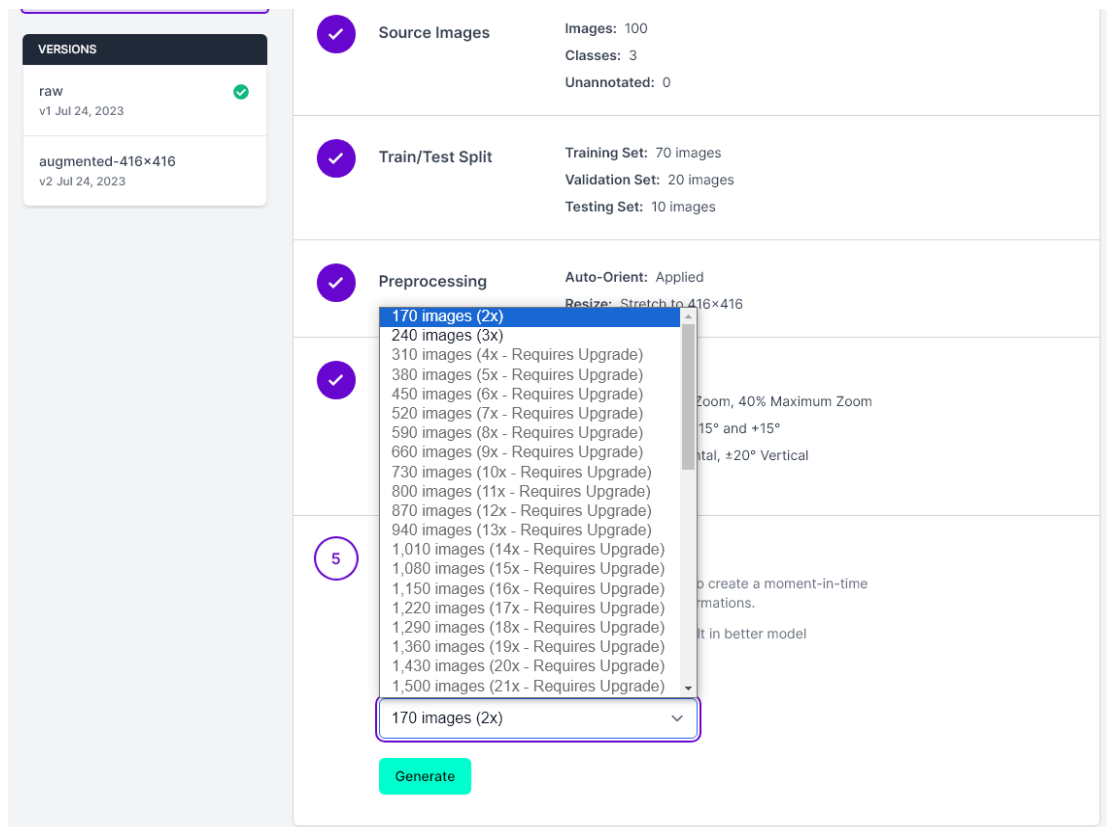 VERSIONS
raw
v1 Jul 24, 2023
augmented-416×416
v2 Jul 24, 2023
Source Images
Images: 100
Classes: 3
Unannotated: 0
Train/Test Split
Training Set: 70 images
Validation Set: 20 images
Testing Set: 10 images
Preprocessing
Auto-Orient: Applied
Resize: Stretch to 416×416
170 images (2x)
240 images (3x)
310 images (4x - Requires Upgrade)
380 images (5x - Requires Upgrade)
450 images (6x - Requires Upgrade)
520 images (7x - Requires Upgrade)
590 images (8x - Requires Upgrade)
660 images (9x - Requires Upgrade)
730 images (10x - Requires Upgrade)
800 images (11x - Requires Upgrade)
870 images (12x - Requires Upgrade)
940 images (13x - Requires Upgrade)
1,010 images (14x - Requires Upgrade)
1,080 images (15x - Requires Upgrade)
1,150 images (16x - Requires Upgrade)
1,220 images (17x - Requires Upgrade)
1,290 images (18x - Requires Upgrade)
1,360 images (19x - Requires Upgrade)
1,430 images (20x - Requires Upgrade)
1,500 images (21x - Requires Upgrade)
Zoom, 40% Maximum Zoom
15° and +15°
ntal, ±20° Vertical
5
o create a moment-in-time
rmations.
lt in better model
170 images (2x)
Generate